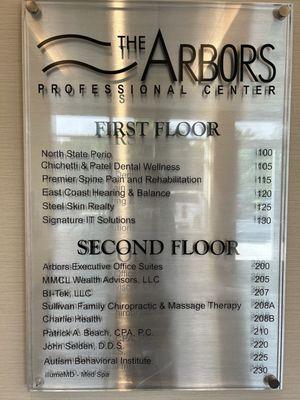 THE ARBORS
PROFESSIONAL CENTER
FIRST FLOOR
North State Perio 100
Chichetti & Patel Dental Wellness 105
Premier Spine Pain and Rehabilitation 115
East Coast Hearing & Balance 120
Steel Skin Realty 125
Signature IT Solutions 130
SECOND FLOOR
Arbors Executive Office Suites 200
MMCL Wealth Advisors, LLC 205
BI-Tek, LLC 207
Sullivan Family Chiropractic & Massage Therapy 208A
Charlie Health 208B
Patrick A. Beach, CPA, P.C. 210
John Selden, D.D.S. 220
Autism Behavioral Institute 225
illumeMD - Med Spa 230